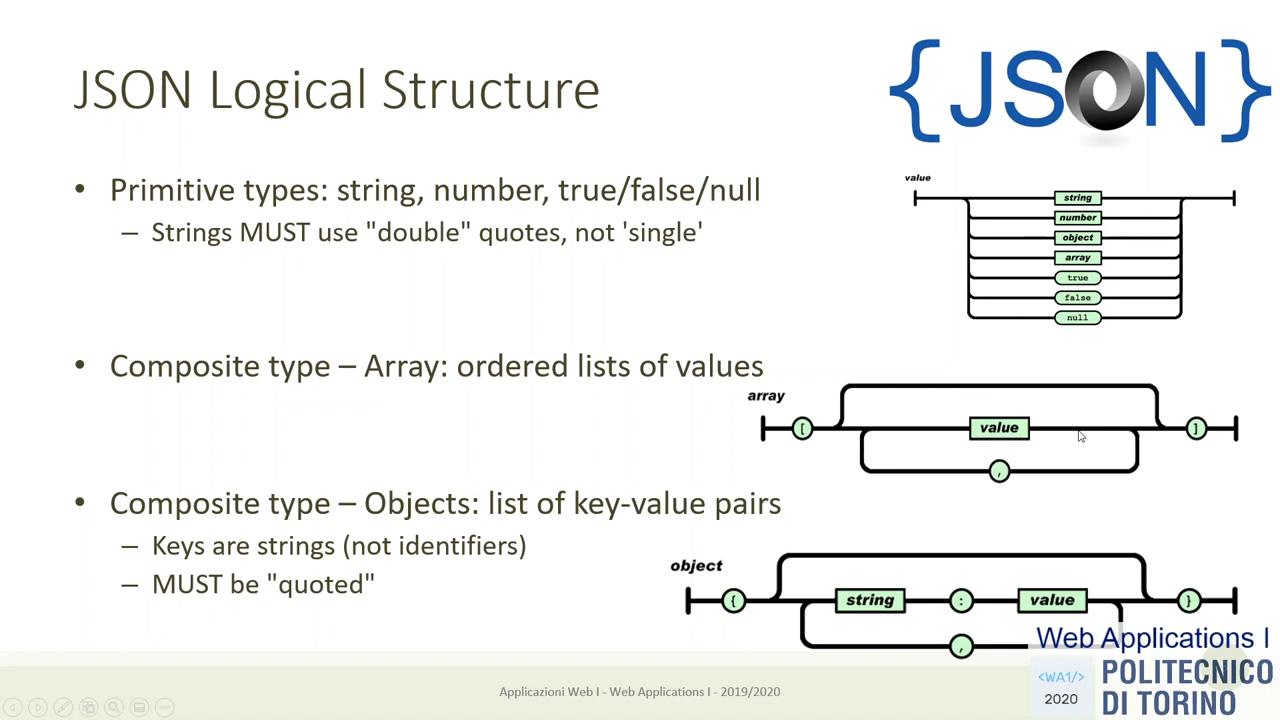 JSON Logical Structure
{JSON}
• Primitive types: string, number, true/false/null
– Strings MUST use "double" quotes, not 'single'
value
string
number
object
array
true
false
null
• Composite type – Array: ordered lists of values
array
[
value
]
,
• Composite type – Objects: list of key-value pairs
– Keys are strings (not identifiers)
– MUST be "quoted"
object
{
string
:
value
}
,
Web Applications I
<WA1/>
2020
POLITECNICO
DI TORINO
Applicazioni Web I - Web Applications I - 2019/2020